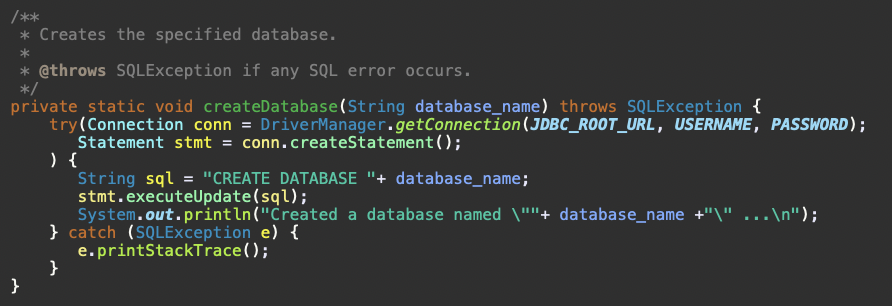 /**
 * Creates the specified database.
 *
 * @throws SQLException if any SQL error occurs.
 */
private static void createDatabase(String database_name) throws SQLException {
    try(Connection conn = DriverManager.getConnection(JDBC_ROOT_URL, USERNAME, PASSWORD);
       Statement stmt = conn.createStatement();
    ) {
       String sql = "CREATE DATABASE "+ database_name;
       stmt.executeUpdate(sql);
       System.out.println("Created a database named \""+ database_name +"\" ...\n");
    } catch (SQLException e) {
       e.printStackTrace();
    }
}